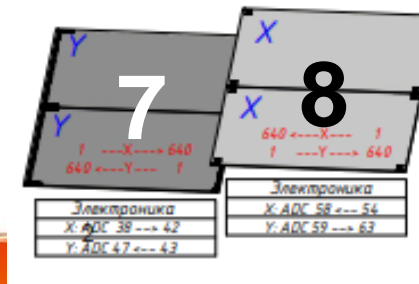 Y
7
Y
1 ---X---> 640
640 <---Y--- 1
X
8
X
640 <---X--- 1
1 ---Y---> 640
Электроника
X: ADC 38 --> 42
Y: ADC 47 <-- 43
2
Электроника
X: ADC 58 <-- 54
Y: ADC 59 --> 63